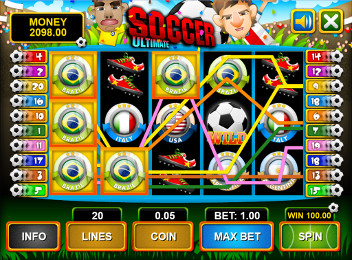 MONEY
2098.00
SOCCER
ULTIMATE
4
2
20
16
10
1
11
17
3
5
14
12
9
18
6
7
8
19
13
15
BRAZIL
BRAZIL
BRAZIL
ITALY
USA
WILD
ITALY
BRAZIL
BRAZIL
GERMANY
20
0.05
BET: 1.00
WIN 100.00
INFO
LINES
COIN
MAX BET
SPIN